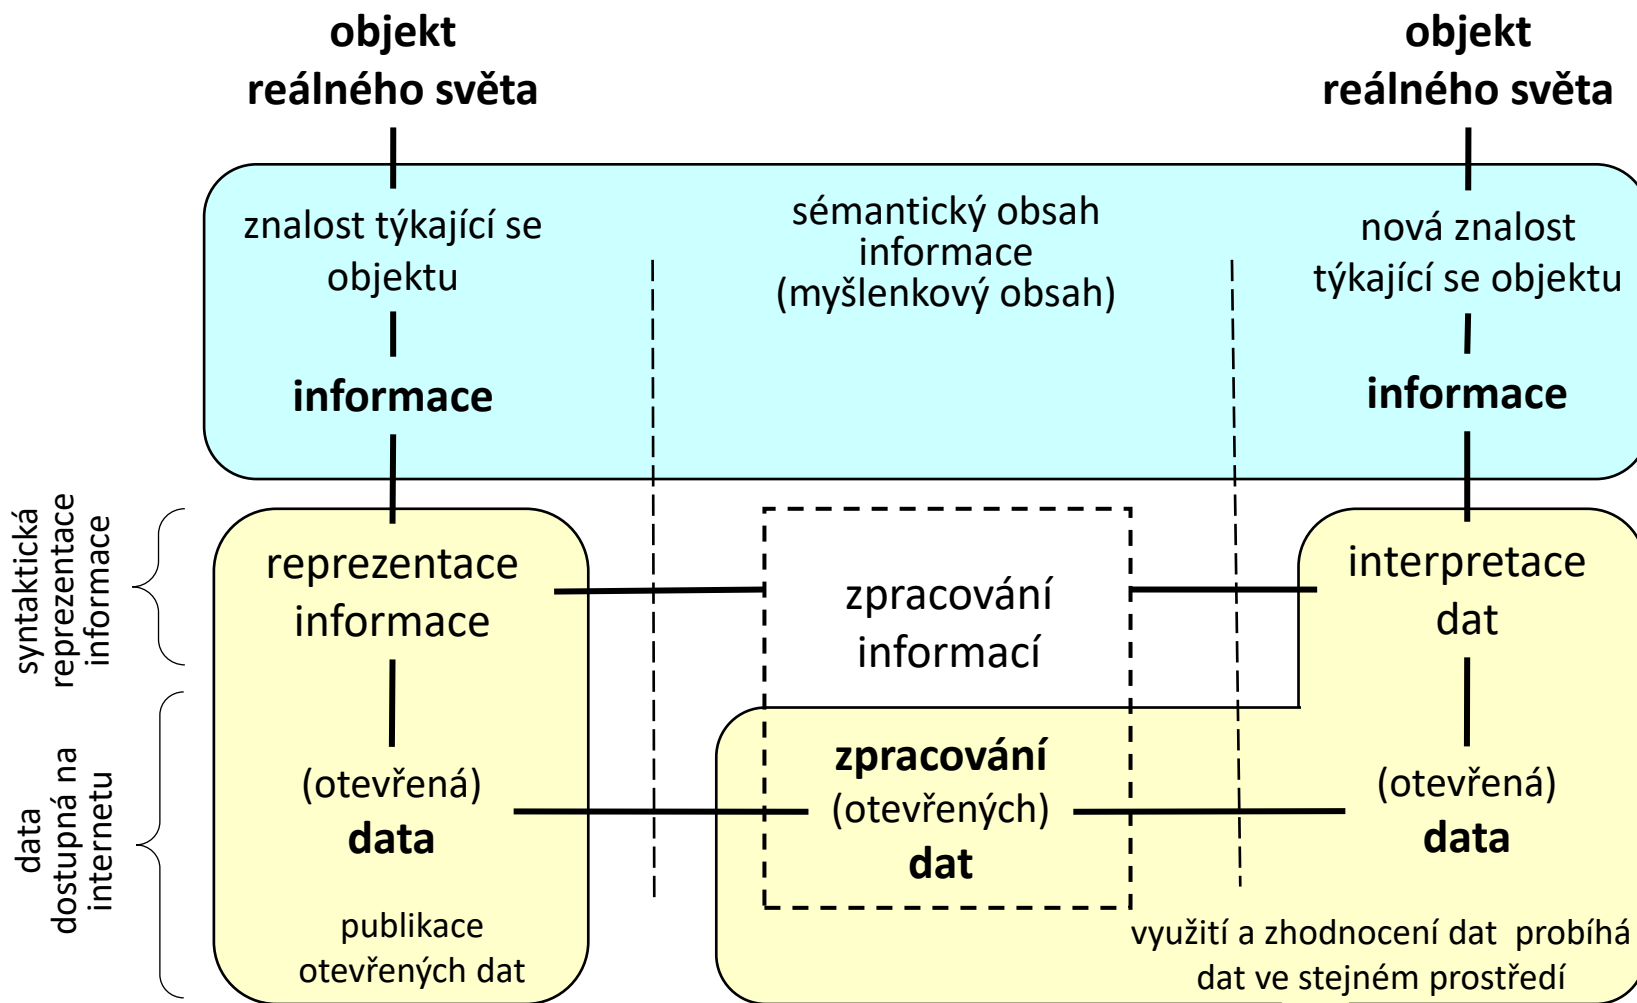 objekt
reálného světa
objekt
reálného světa
znalost týkající se
objektu
sémantický obsah
informace
(myšlenkový obsah)
nová znalost
týkající se objektu
informace
informace
syntaktická
reprezentace
informace
reprezentace
informace
zpracování
informací
interpretace
dat
data
dostupná na
internetu
(otevřená)
data
zpracování
(otevřených)
dat
(otevřená)
data
publikace
otevřených dat
využití a zhodnocení dat  probíhá
dat ve stejném prostředí